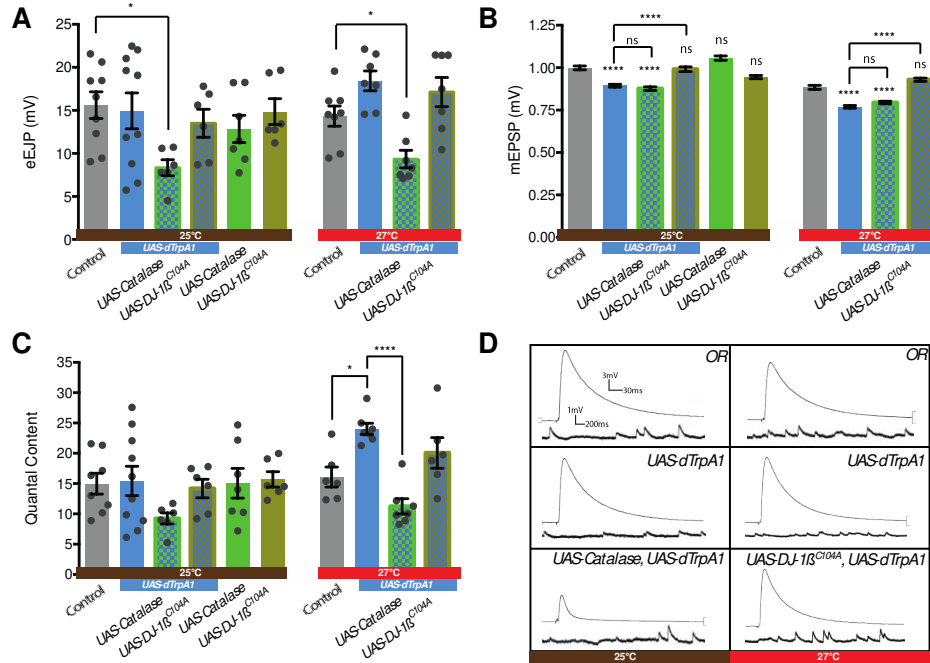 A
eEJP (mV)
25
20
15
10
5
0
*
*
25°C
27°C
UAS-dTrpA1
UAS-dTrpA1
Control
UAS-Catalase
UAS-DJ-1ß^C104A
UAS-Catalase
UAS-DJ-1ß^C104A
Control
UAS-Catalase
UAS-DJ-1ß^C104A
B
mEPSP (mV)
1.25
1.00
0.75
0.50
0.25
0.00
****
ns
ns
ns
ns
**** ****
****
ns
ns
**** ****
25°C
27°C
UAS-dTrpA1
UAS-dTrpA1
Control
UAS-Catalase
UAS-DJ-1ß^C104A
UAS-Catalase
UAS-DJ-1ß^C104A
Control
UAS-Catalase
UAS-DJ-1ß^C104A
C
Quantal Content
35
30
25
20
15
10
5
0
*
****
25°C
27°C
UAS-dTrpA1
UAS-dTrpA1
Control
UAS-Catalase
UAS-DJ-1ß^C104A
UAS-Catalase
UAS-DJ-1ß^C104A
Control
UAS-Catalase
UAS-DJ-1ß^C104A
D
OR
3mV
30ms
1mV
200ms
OR
UAS-dTrpA1
UAS-dTrpA1
UAS-Catalase, UAS-dTrpA1
UAS-DJ-1ß^C104A, UAS-dTrpA1
25°C
27°C